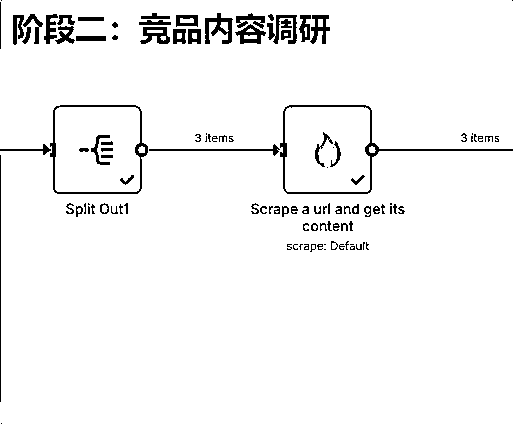 阶段二：竞品内容调研
3 items
3 items
Split Out1
Scrape a url and get its
content
scrape: Default